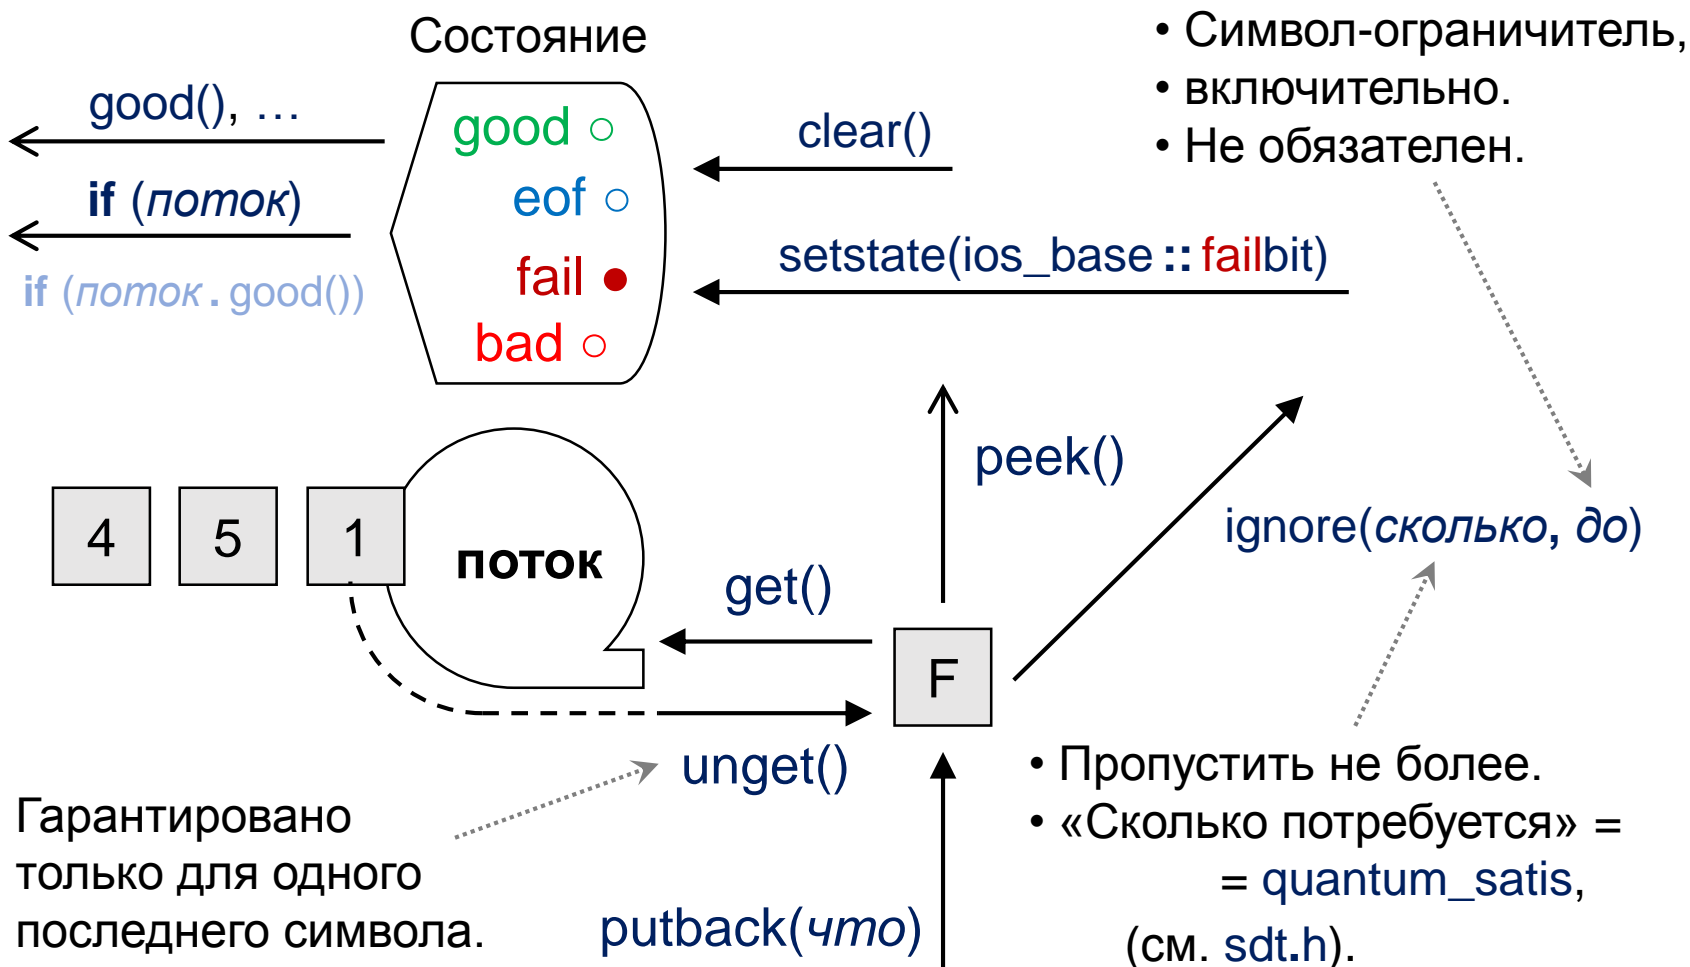 Состояние
good(), …
if (поток)
if (поток.good())
good ○
eof ○
fail ●
bad ○
clear()
setstate(ios_base::failbit)
• Символ-ограничитель,
• включительно.
• Не обязателен.
4 5 1
поток
get()
peek()
ignore(сколько, до)
F
unget()
Гарантировано
только для одного
последнего символа.
putback(что)
• Пропустить не более.
• «Сколько потребуется» =
= quantum_satis,
(см. sdt.h).